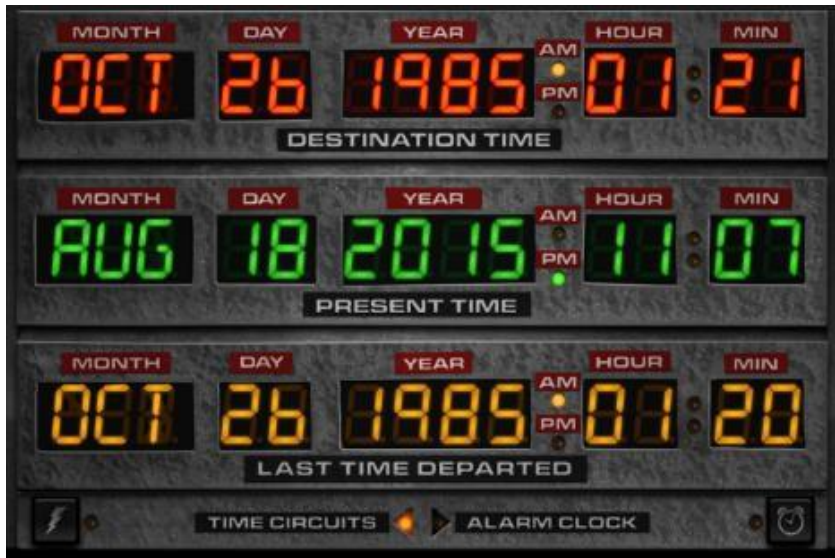 MONTH DAY YEAR AM PM HOUR MIN
OCT 26 1985 01 21
DESTINATION TIME
MONTH DAY YEAR AM PM HOUR MIN
AUG 18 2015 11 07
PRESENT TIME
MONTH DAY YEAR AM PM HOUR MIN
OCT 26 1985 01 20
LAST TIME DEPARTED
TIME CIRCUITS ALARM CLOCK